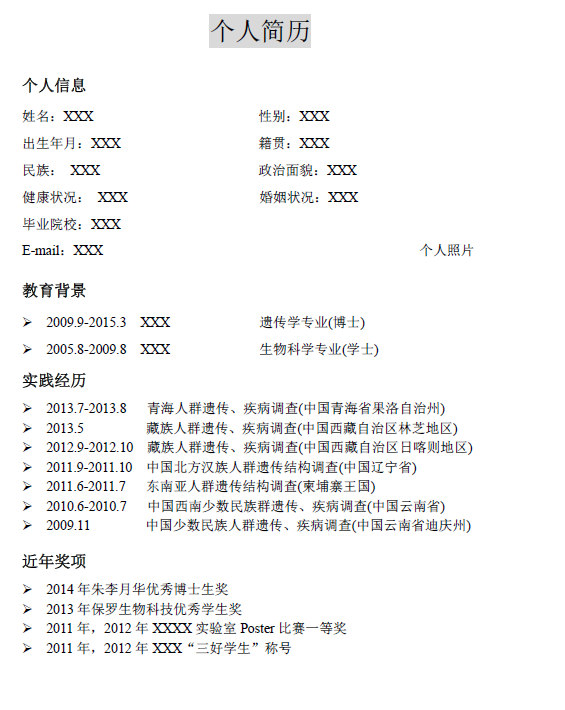 个人简历
个人信息
姓名：XXX 性别：XXX
出生年月：XXX 籍贯：XXX
民族： XXX 政治面貌：XXX
健康状况： XXX 婚姻状况：XXX
毕业院校：XXX
E-mail：XXX 个人照片
教育背景
➢ 2009.9-2015.3 XXX 遗传学专业(博士)
➢ 2005.8-2009.8 XXX 生物科学专业(学士)
实践经历
➢ 2013.7-2013.8 青海人群遗传、疾病调查(中国青海省果洛自治州)
➢ 2013.5 藏族人群遗传、疾病调查(中国西藏自治区林芝地区)
➢ 2012.9-2012.10 藏族人群遗传、疾病调查(中国西藏自治区日喀则地区)
➢ 2011.9-2011.10 中国北方汉族人群遗传结构调查(中国辽宁省)
➢ 2011.6-2011.7 东南亚人群遗传结构调查(柬埔寨王国)
➢ 2010.6-2010.7 中国西南少数民族群遗传、疾病调查(中国云南省)
➢ 2009.11 中国少数民族人群遗传、疾病调查(中国云南省迪庆州)
近年奖项
➢ 2014 年朱李月华优秀博士生奖
➢ 2013 年保罗生物科技优秀学生奖
➢ 2011 年，2012 年 XXXX 实验室 Poster 比赛一等奖
➢ 2011 年，2012 年 XXX“三好学生”称号